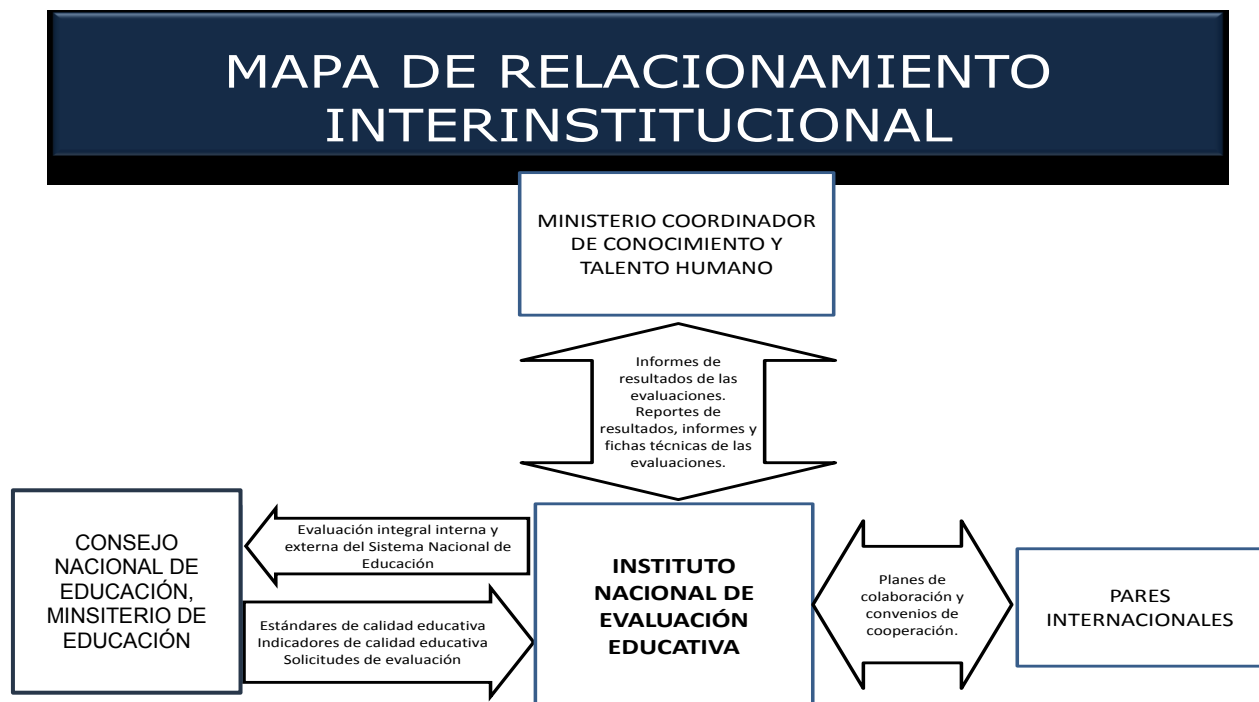 MAPA DE RELACIONAMIENTO
INTERINSTITUCIONAL
MINISTERIO COORDINADOR
DE CONOCIMIENTO Y
TALENTO HUMANO
Informes de
resultados de las
evaluaciones.
Reportes de
resultados, informes y
fichas técnicas de las
evaluaciones.
CONSEJO
NACIONAL DE
EDUCACIÓN,
MINSITERIO DE
EDUCACIÓN
Evaluación integral interna y
externa del Sistema Nacional de
Educación
Estándares de calidad educativa
Indicadores de calidad educativa
Solicitudes de evaluación
INSTITUTO
NACIONAL DE
EVALUACIÓN
EDUCATIVA
Planes de
colaboración y
convenios de
cooperación.
PARES
INTERNACIONALES